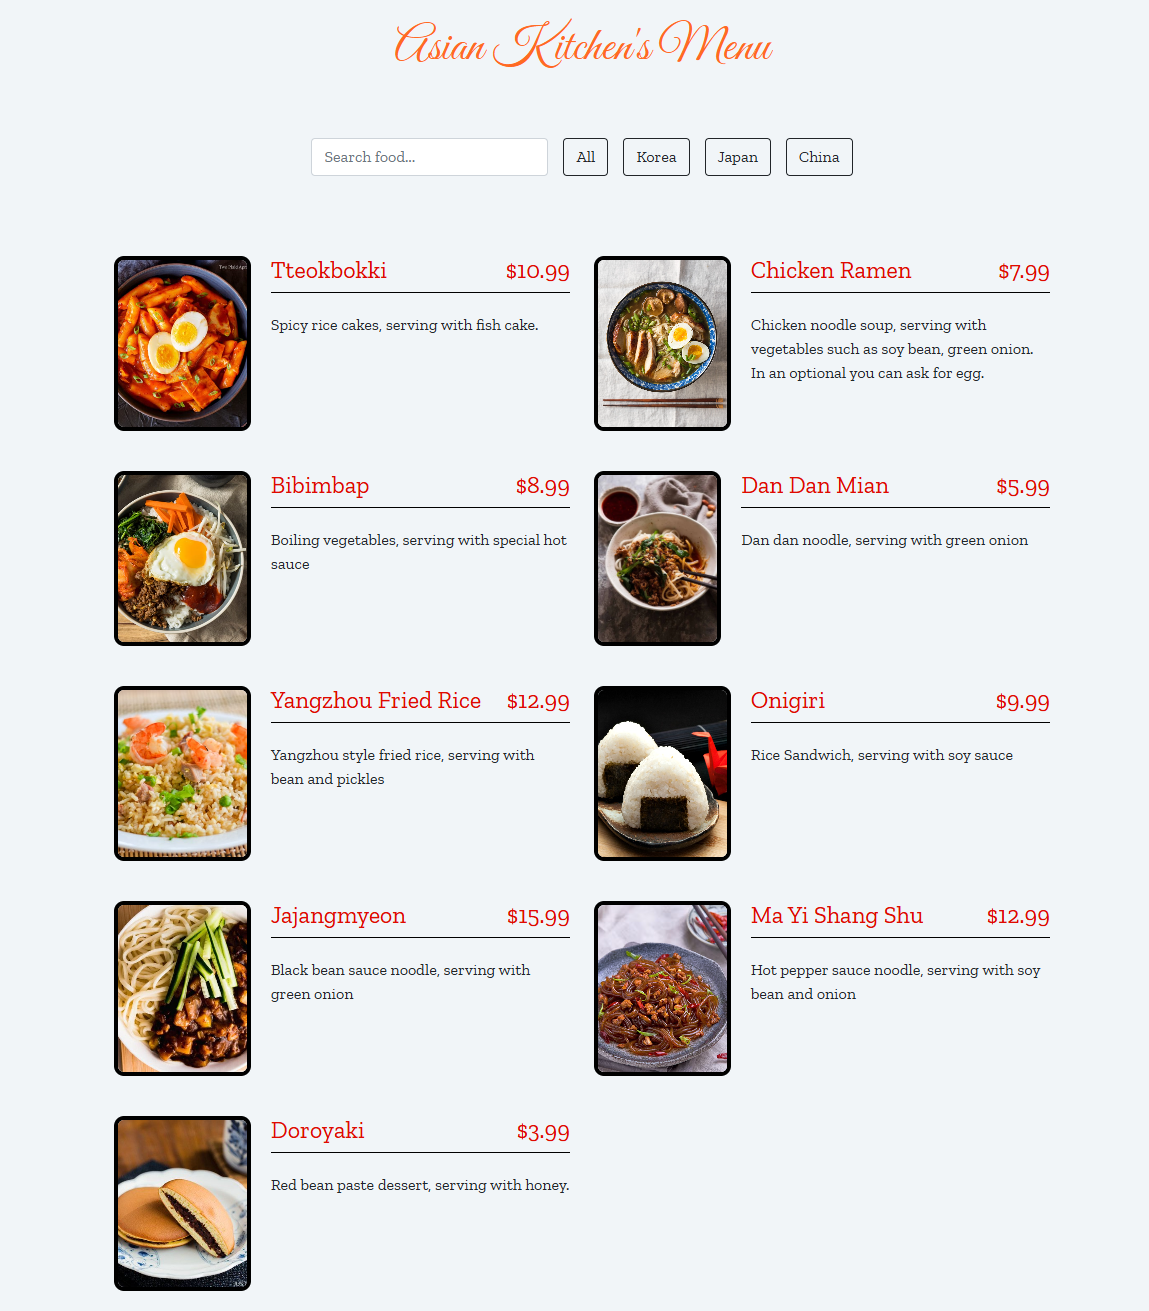 Asian Kitchen's Menu
Search food...
All
Korea
Japan
China
Tteokbokki $10.99
Spicy rice cakes, serving with fish cake.
Chicken Ramen $7.99
Chicken noodle soup, serving with
vegetables such as soy bean, green onion.
In an optional you can ask for egg.
Bibimbap $8.99
Boiling vegetables, serving with special hot
sauce
Dan Dan Mian $5.99
Dan dan noodle, serving with green onion
Yangzhou Fried Rice $12.99
Yangzhou style fried rice, serving with
bean and pickles
Onigiri $9.99
Rice Sandwich, serving with soy sauce
Jajangmyeon $15.99
Black bean sauce noodle, serving with
green onion
Ma Yi Shang Shu $12.99
Hot pepper sauce noodle, serving with soy
bean and onion
Doroyaki $3.99
Red bean paste dessert, serving with honey.